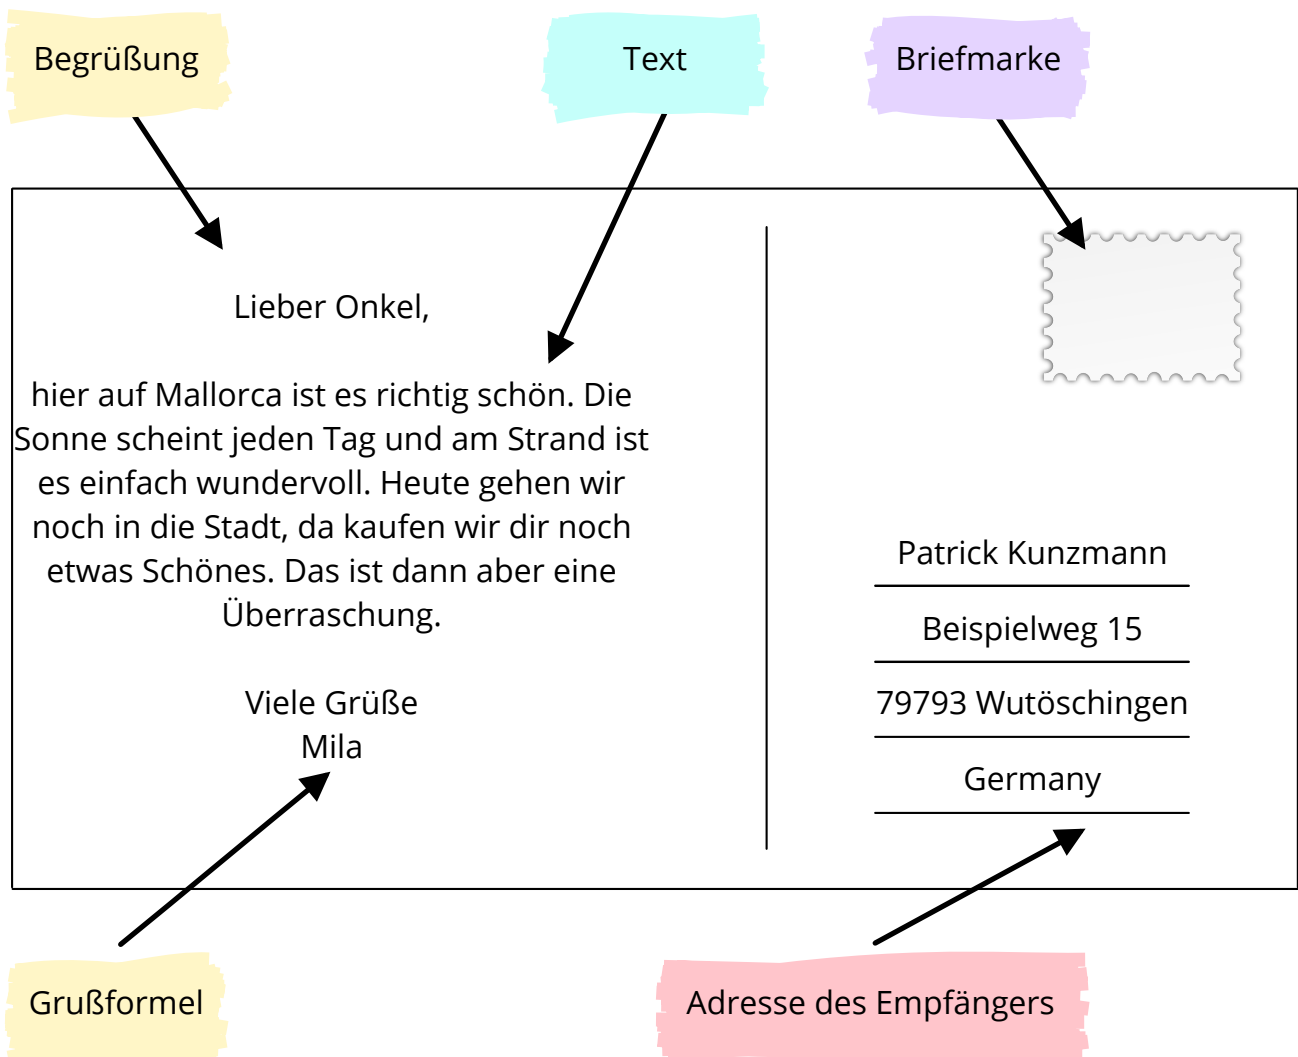 Begrüßung
Text
Briefmarke
Lieber Onkel,
hier auf Mallorca ist es richtig schön. Die
Sonne scheint jeden Tag und am Strand ist
es einfach wundervoll. Heute gehen wir
noch in die Stadt, da kaufen wir dir noch
etwas Schönes. Das ist dann aber eine
Überraschung.
Viele Grüße
Mila
Patrick Kunzmann
Beispielweg 15
79793 Wutöschingen
Germany
Grußformel
Adresse des Empfängers